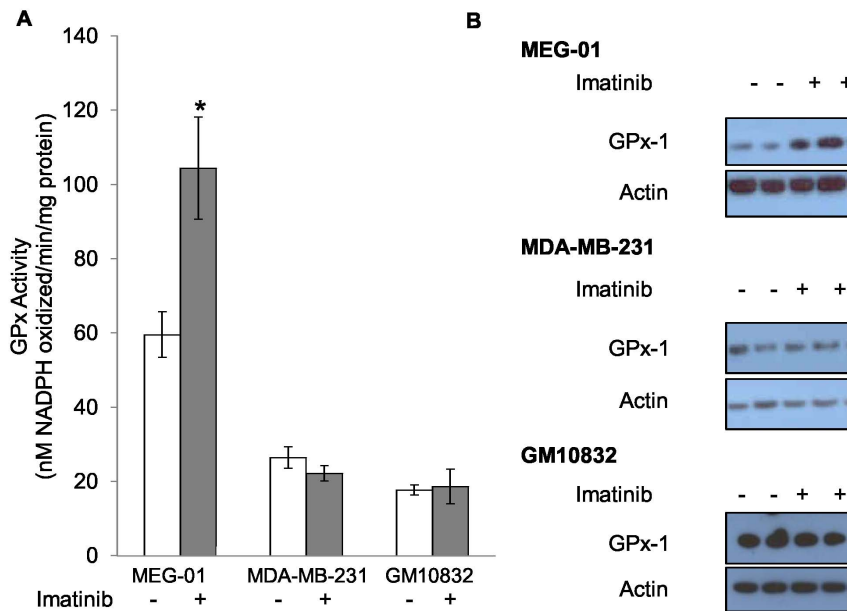 A
GPx Activity
(nM NADPH oxidized/min/mg protein)
140
120
100
80
60
40
20
0
*
MEG-01 MDA-MB-231 GM10832
Imatinib - + - + - +
B
MEG-01
Imatinib - - + +
GPx-1
Actin
MDA-MB-231
Imatinib - - + +
GPx-1
Actin
GM10832
Imatinib - - + +
GPx-1
Actin